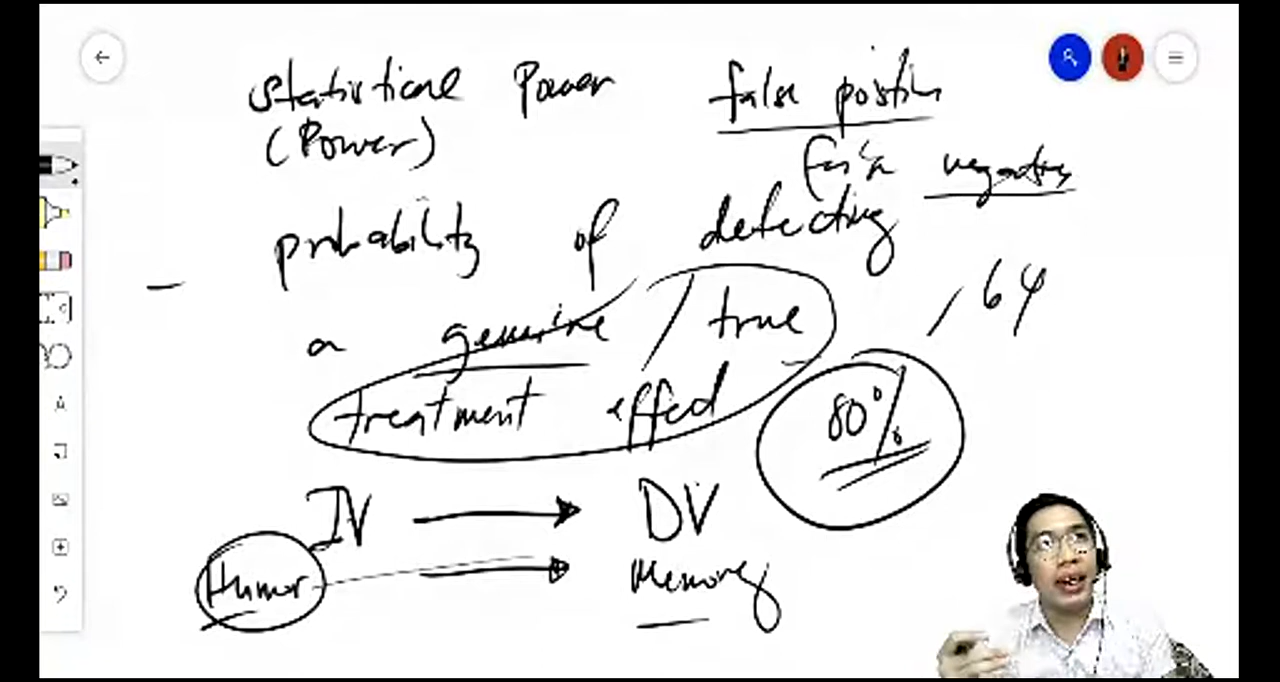 Statistical Power
(Power)
false positive
false negative
probability of detecting
a genuine / true
treatment effect
.64
80%
IV → DV
Humor → Memory
A